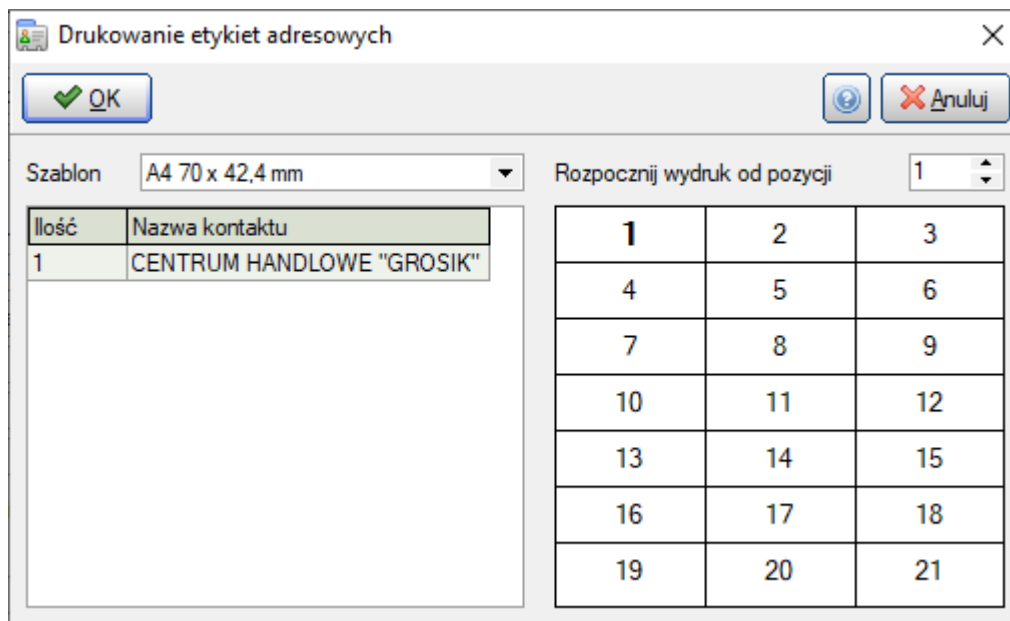 Drukowanie etykiet adresowych
OK
Anuluj
Szablon A4 70 x 42,4 mm
Rozpocznij wydruk od pozycji 1
Ilość Nazwa kontaktu
1 CENTRUM HANDLOWE "GROSIK"
1 2 3
4 5 6
7 8 9
10 11 12
13 14 15
16 17 18
19 20 21